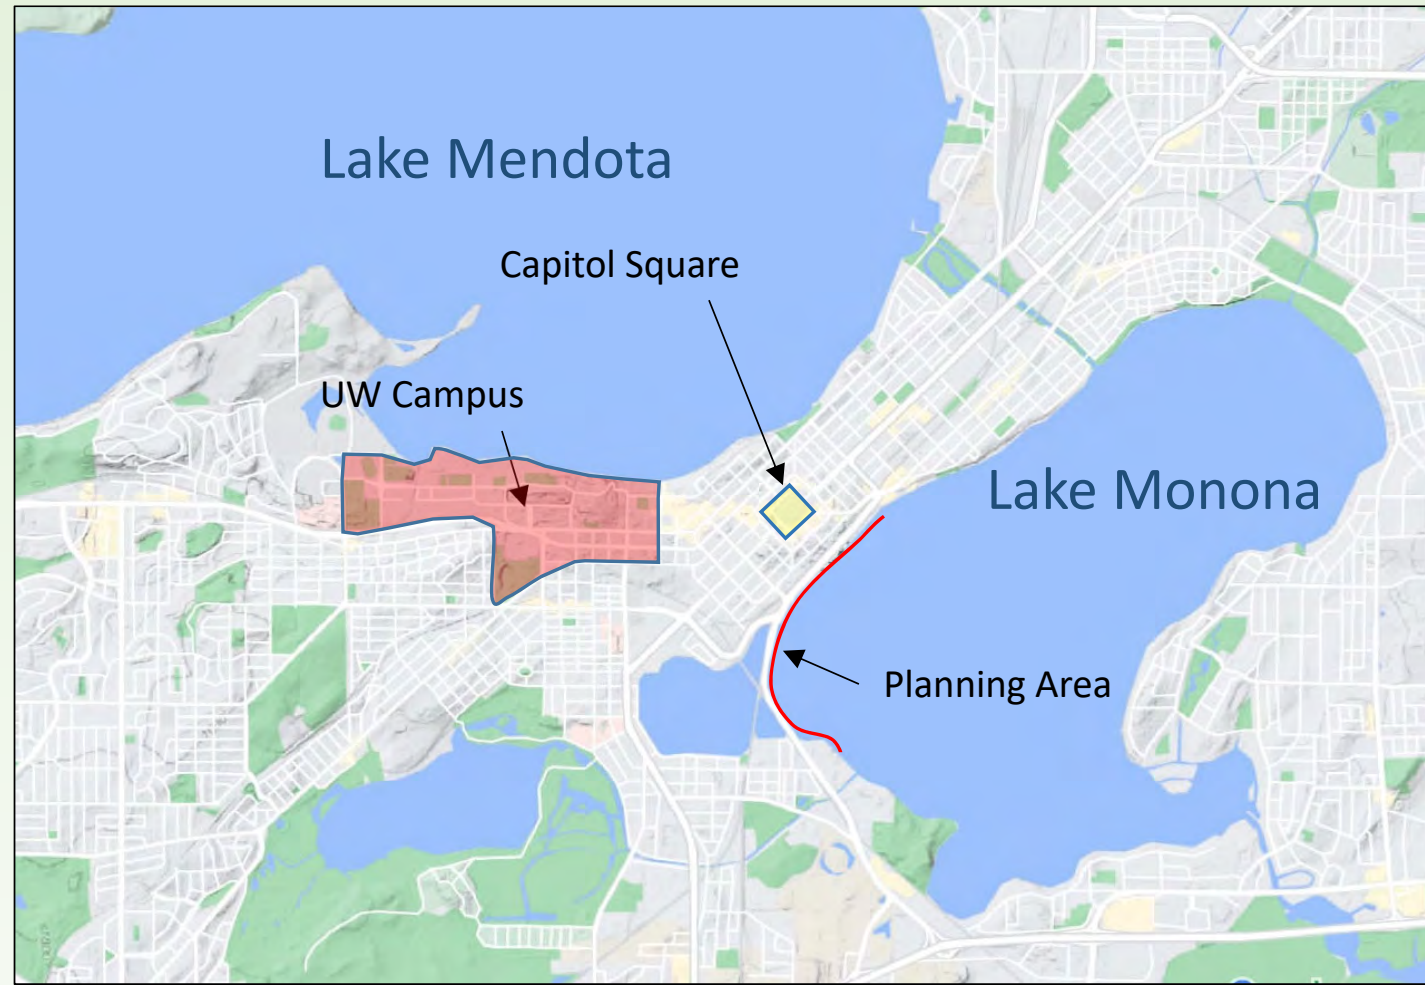 Lake Mendota
Capitol Square
UW Campus
Lake Monona
Planning Area